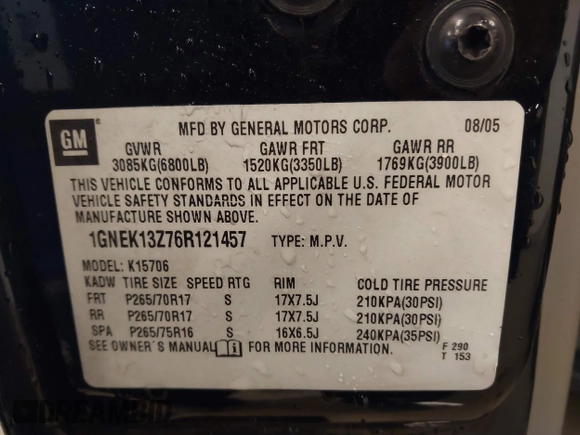 GM
MFD BY GENERAL MOTORS CORP. 08/05
GVWR GAWR FRT GAWR RR
3085KG(6800LB) 1520KG(3350LB) 1769KG(3900LB)
THIS VEHICLE CONFORMS TO ALL APPLICABLE U.S. FEDERAL MOTOR
VEHICLE SAFETY STANDARDS IN EFFECT ON THE DATE OF
MANUFACTURE SHOWN ABOVE.
1GNEK13Z76R121457 TYPE: M.P.V.
MODEL: K15706
KADW TIRE SIZE SPEED RTG RIM COLD TIRE PRESSURE
FRT P265/70R17 S 17X7.5J 210KPA(30PSI)
RR P265/70R17 S 17X7.5J 210KPA(30PSI)
SPA P265/75R16 S 16X6.5J 240KPA(35PSI)
SEE OWNER'S MANUAL i FOR MORE INFORMATION. F 290
T 153
DREAMBID